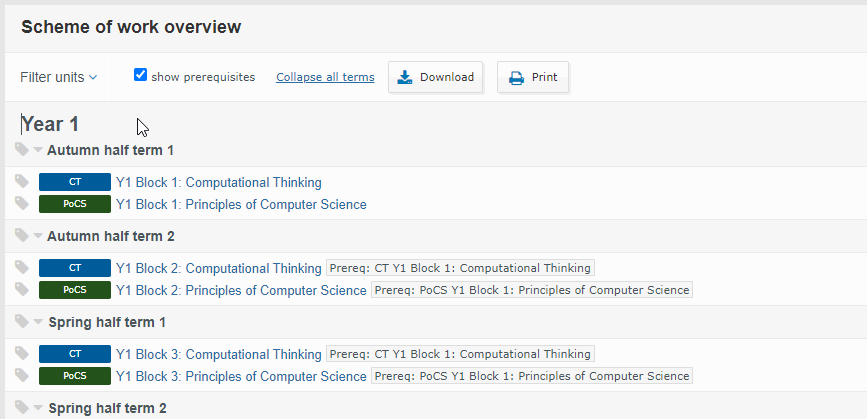 Scheme of work overview
Filter units show prerequisites Collapse all terms Download Print
Year 1
Autumn half term 1
CT Y1 Block 1: Computational Thinking
PoCS Y1 Block 1: Principles of Computer Science
Autumn half term 2
CT Y1 Block 2: Computational Thinking Prereq: CT Y1 Block 1: Computational Thinking
PoCS Y1 Block 2: Principles of Computer Science Prereq: PoCS Y1 Block 1: Principles of Computer Science
Spring half term 1
CT Y1 Block 3: Computational Thinking Prereq: CT Y1 Block 1: Computational Thinking
PoCS Y1 Block 3: Principles of Computer Science Prereq: PoCS Y1 Block 1: Principles of Computer Science
Spring half term 2